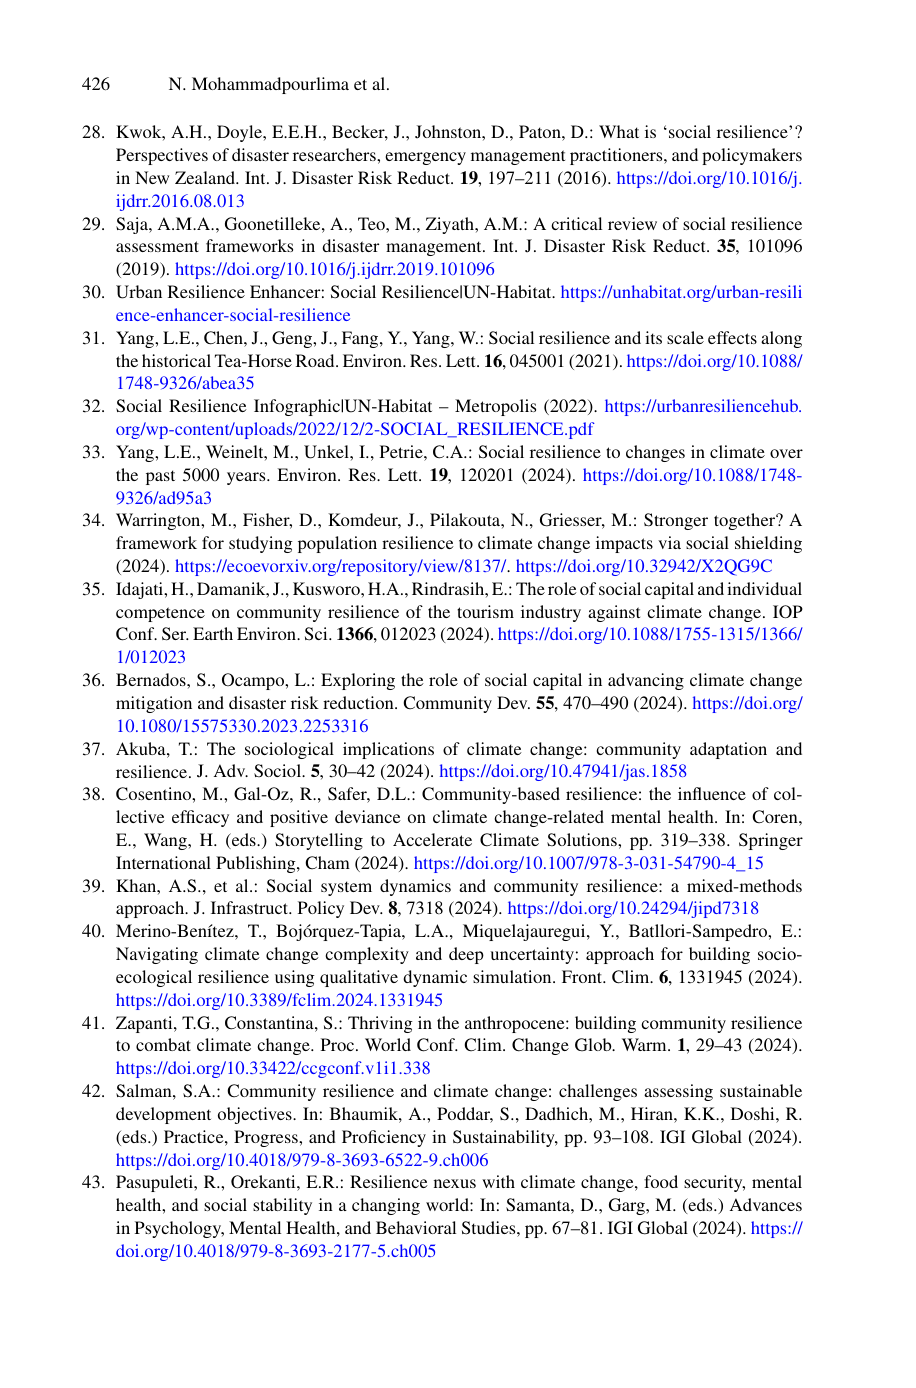 426 N. Mohammadpourlima et al.
28. Kwok, A.H., Doyle, E.E.H., Becker, J., Johnston, D., Paton, D.: What is ‘social resilience’?
Perspectives of disaster researchers, emergency management practitioners, and policymakers
in New Zealand. Int. J. Disaster Risk Reduct. 19, 197–211 (2016). https://doi.org/10.1016/j.
ijdrr.2016.08.013
29. Saja, A.M.A., Goonetilleke, A., Teo, M., Ziyath, A.M.: A critical review of social resilience
assessment frameworks in disaster management. Int. J. Disaster Risk Reduct. 35, 101096
(2019). https://doi.org/10.1016/j.ijdrr.2019.101096
30. Urban Resilience Enhancer: Social Resilience|UN-Habitat. https://unhabitat.org/urban-resili
ence-enhancer-social-resilience
31. Yang, L.E., Chen, J., Geng, J., Fang, Y., Yang, W.: Social resilience and its scale effects along
the historical Tea-Horse Road. Environ. Res. Lett. 16, 045001 (2021). https://doi.org/10.1088/
1748-9326/abea35
32. Social Resilience Infographic|UN-Habitat – Metropolis (2022). https://urbanresiliencehub.
org/wp-content/uploads/2022/12/2-SOCIAL_RESILIENCE.pdf
33. Yang, L.E., Weinelt, M., Unkel, I., Petrie, C.A.: Social resilience to changes in climate over
the past 5000 years. Environ. Res. Lett. 19, 120201 (2024). https://doi.org/10.1088/1748-
9326/ad95a3
34. Warrington, M., Fisher, D., Komdeur, J., Pilakouta, N., Griesser, M.: Stronger together? A
framework for studying population resilience to climate change impacts via social shielding
(2024). https://ecoevorxiv.org/repository/view/8137/. https://doi.org/10.32942/X2QG9C
35. Idajati, H., Damanik, J., Kusworo, H.A., Rindrasih, E.: The role of social capital and individual
competence on community resilience of the tourism industry against climate change. IOP
Conf. Ser. Earth Environ. Sci. 1366, 012023 (2024). https://doi.org/10.1088/1755-1315/1366/
1/012023
36. Bernados, S., Ocampo, L.: Exploring the role of social capital in advancing climate change
mitigation and disaster risk reduction. Community Dev. 55, 470–490 (2024). https://doi.org/
10.1080/15575330.2023.2253316
37. Akuba, T.: The sociological implications of climate change: community adaptation and
resilience. J. Adv. Sociol. 5, 30–42 (2024). https://doi.org/10.47941/jas.1858
38. Cosentino, M., Gal-Oz, R., Safer, D.L.: Community-based resilience: the influence of col-
lective efficacy and positive deviance on climate change-related mental health. In: Coren,
E., Wang, H. (eds.) Storytelling to Accelerate Climate Solutions, pp. 319–338. Springer
International Publishing, Cham (2024). https://doi.org/10.1007/978-3-031-54790-4_15
39. Khan, A.S., et al.: Social system dynamics and community resilience: a mixed-methods
approach. J. Infrastruct. Policy Dev. 8, 7318 (2024). https://doi.org/10.24294/jipd7318
40. Merino-Benítez, T., Bojórquez-Tapia, L.A., Miquelajauregui, Y., Batllori-Sampedro, E.:
Navigating climate change complexity and deep uncertainty: approach for building socio-
ecological resilience using qualitative dynamic simulation. Front. Clim. 6, 1331945 (2024).
https://doi.org/10.3389/fclim.2024.1331945
41. Zapanti, T.G., Constantina, S.: Thriving in the anthropocene: building community resilience
to combat climate change. Proc. World Conf. Clim. Change Glob. Warm. 1, 29–43 (2024).
https://doi.org/10.33422/ccgconf.v1i1.338
42. Salman, S.A.: Community resilience and climate change: challenges assessing sustainable
development objectives. In: Bhaumik, A., Poddar, S., Dadhich, M., Hiran, K.K., Doshi, R.
(eds.) Practice, Progress, and Proficiency in Sustainability, pp. 93–108. IGI Global (2024).
https://doi.org/10.4018/979-8-3693-6522-9.ch006
43. Pasupuleti, R., Orekanti, E.R.: Resilience nexus with climate change, food security, mental
health, and social stability in a changing world: In: Samanta, D., Garg, M. (eds.) Advances
in Psychology, Mental Health, and Behavioral Studies, pp. 67–81. IGI Global (2024). https://
doi.org/10.4018/979-8-3693-2177-5.ch005